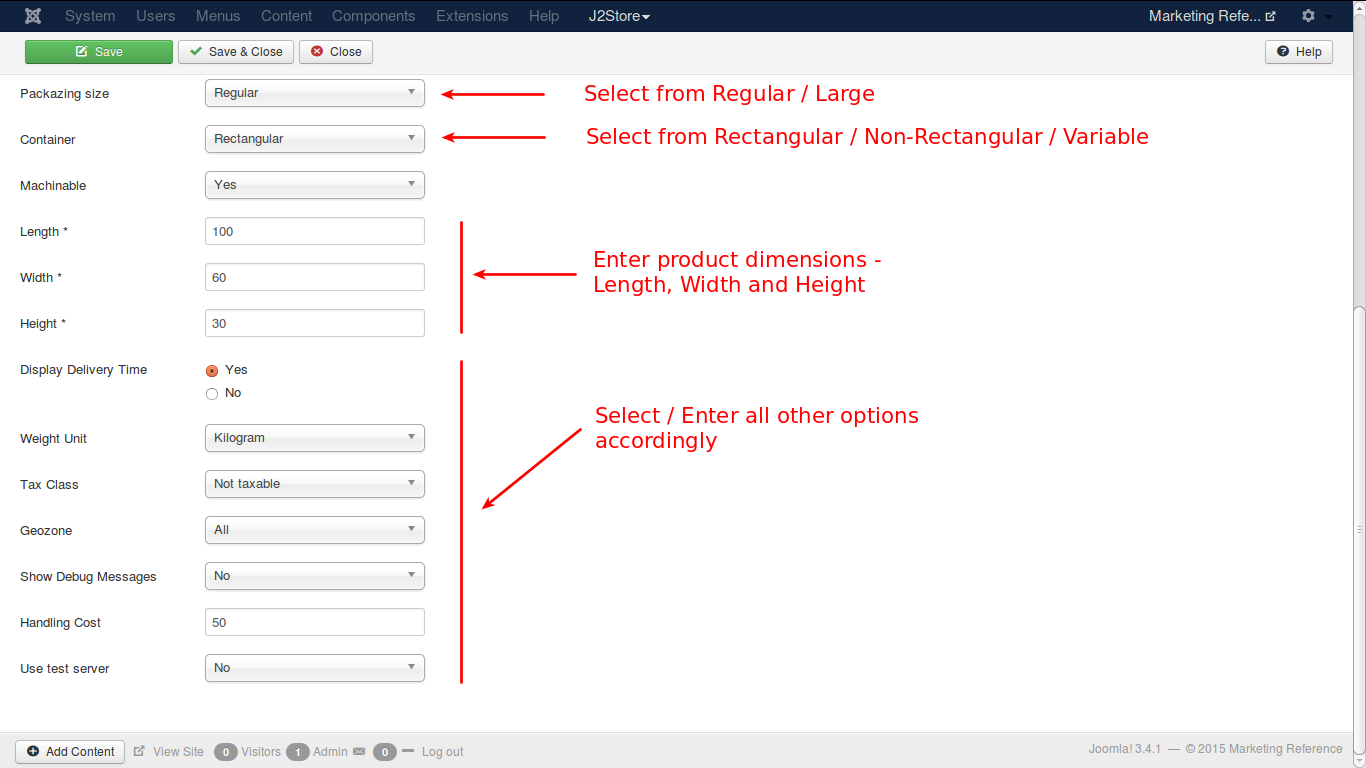 System Users Menus Content Components Extensions Help J2Store Marketing Refe...
Save Save & Close Close Help
Packazing size Regular Select from Regular / Large
Container Rectangular Select from Rectangular / Non-Rectangular / Variable
Machinable Yes
Length * 100
Width * 60
Enter product dimensions -
Length, Width and Height
Height * 30
Display Delivery Time Yes
No
Select / Enter all other options
accordingly
Weight Unit Kilogram
Tax Class Not taxable
Geozone All
Show Debug Messages No
Handling Cost 50
Use test server No
Add Content View Site 0 Visitors 1 Admin 0 Log out Joomla! 3.4.1 — © 2015 Marketing Reference